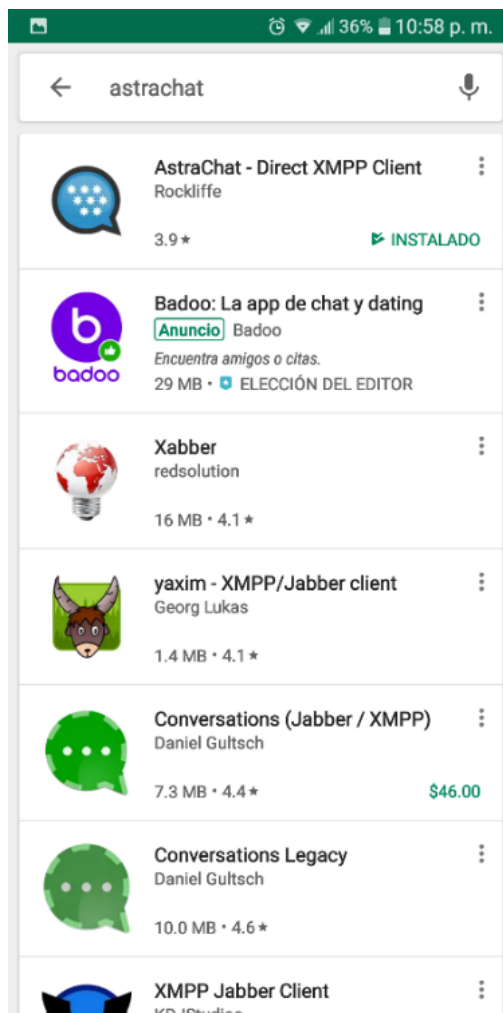 36% 10:58 p. m.
astrachat
AstraChat - Direct XMPP Client
Rockliffe
3.9★ INSTALADO
Badoo: La app de chat y dating
Anuncio Badoo
Encuentra amigos o citas.
badoo
29 MB • ELECCIÓN DEL EDITOR
Xabber
redsolution
16 MB • 4.1★
yaxim - XMPP/Jabber client
Georg Lukas
1.4 MB • 4.1★
Conversations (Jabber / XMPP)
Daniel Gultsch
7.3 MB • 4.4★ $46.00
Conversations Legacy
Daniel Gultsch
10.0 MB • 4.6★
XMPP Jabber Client